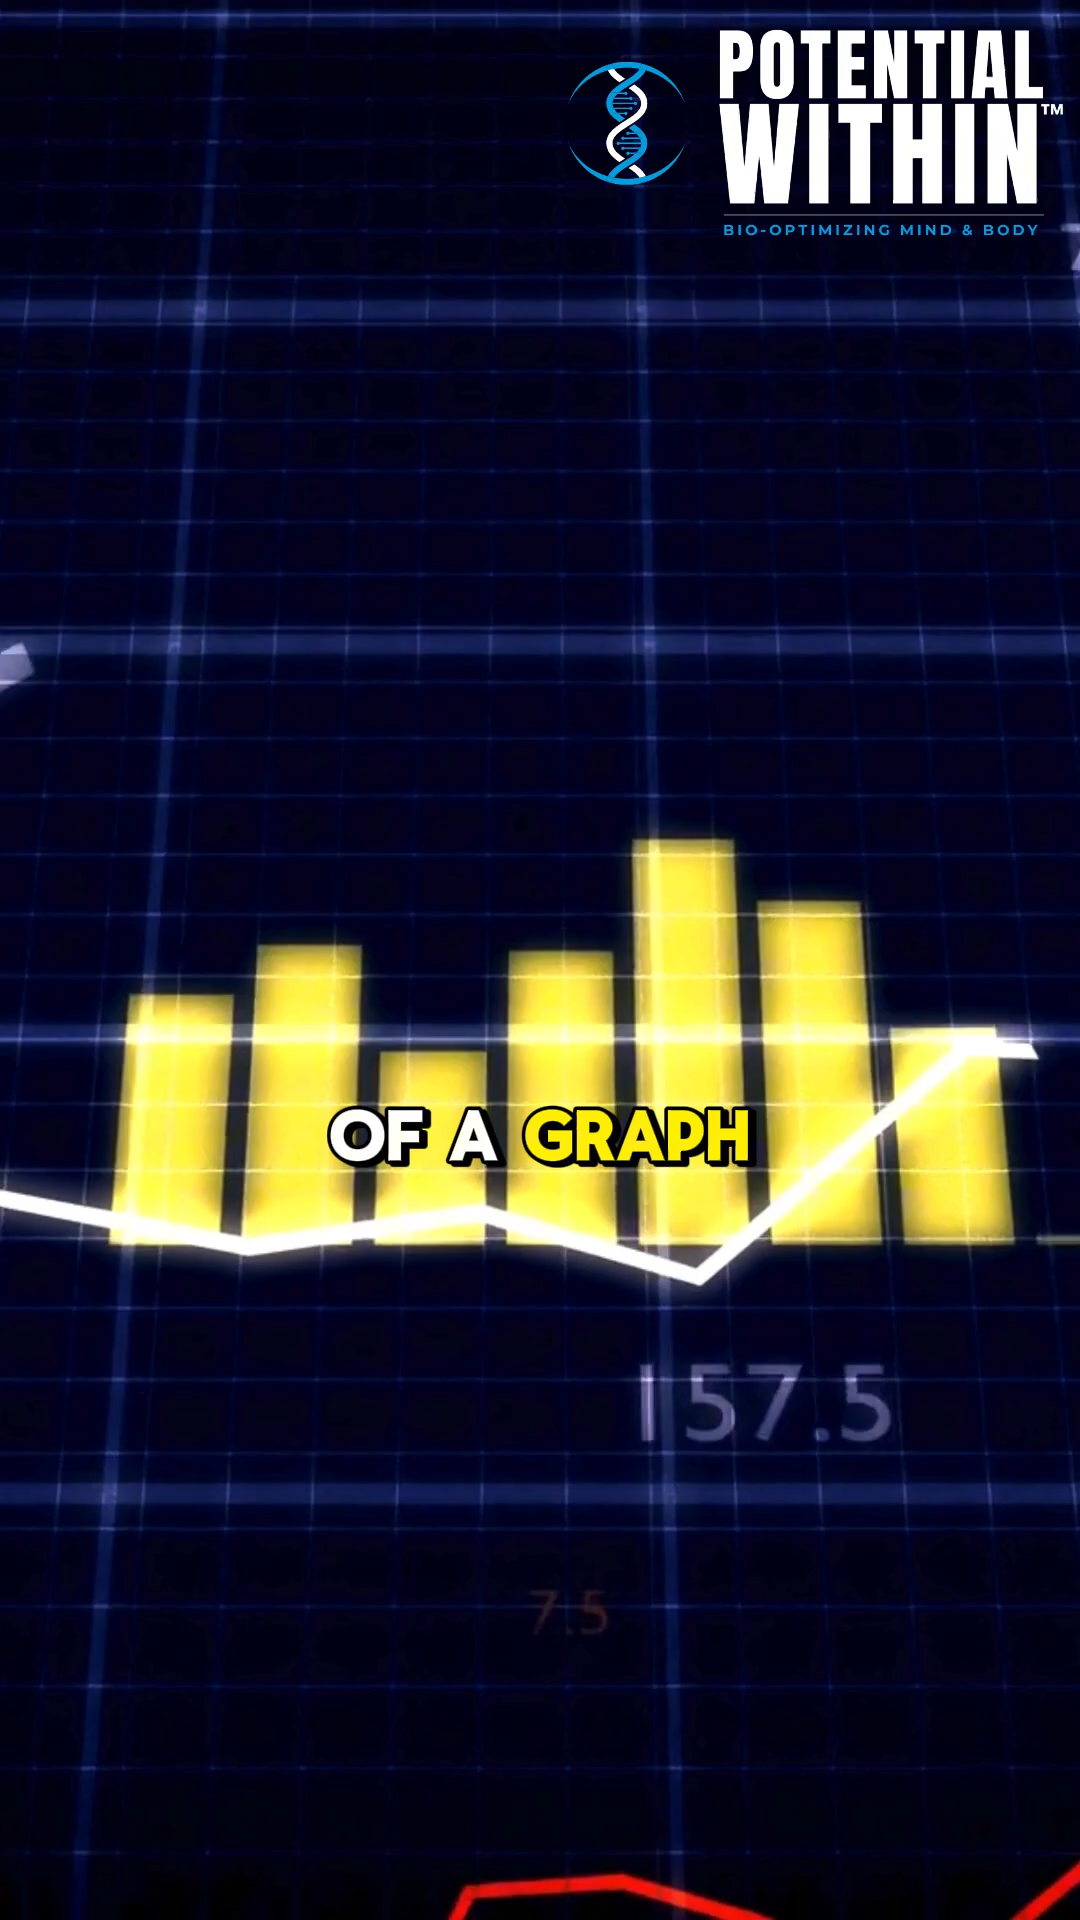 POTENTIAL
WITHIN™
BIO-OPTIMIZING MIND & BODY
OF A GRAPH
157.5
7.5